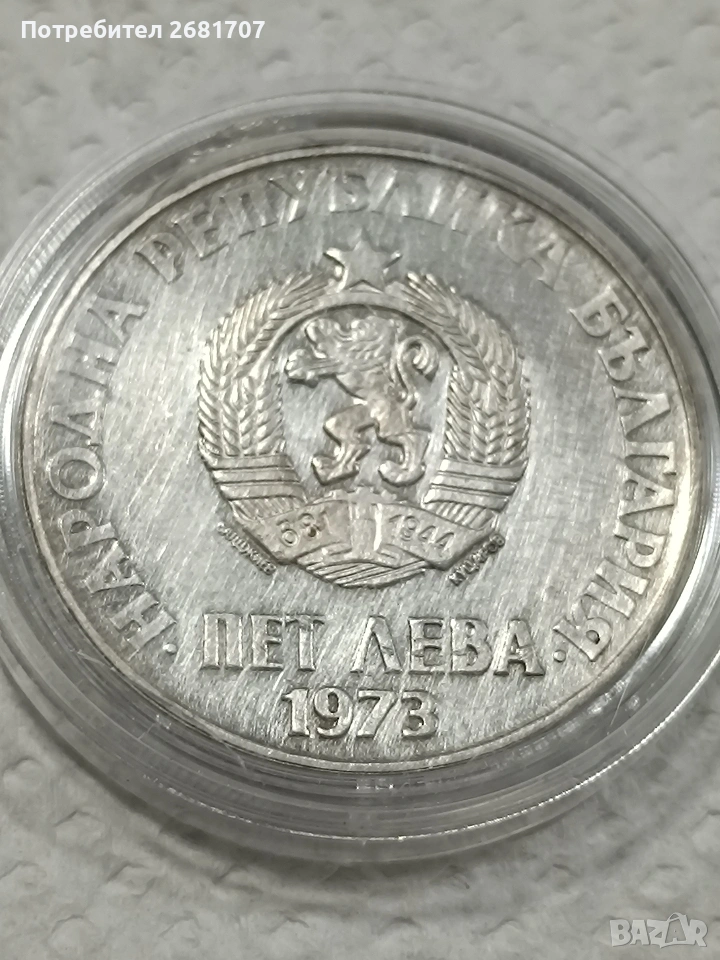 Потребител 2681707
·НАРОДНА РЕПУБЛИКА БЪЛГАРИЯ·
681 1944
ПЕТ ЛЕВА
1973
BAZAR